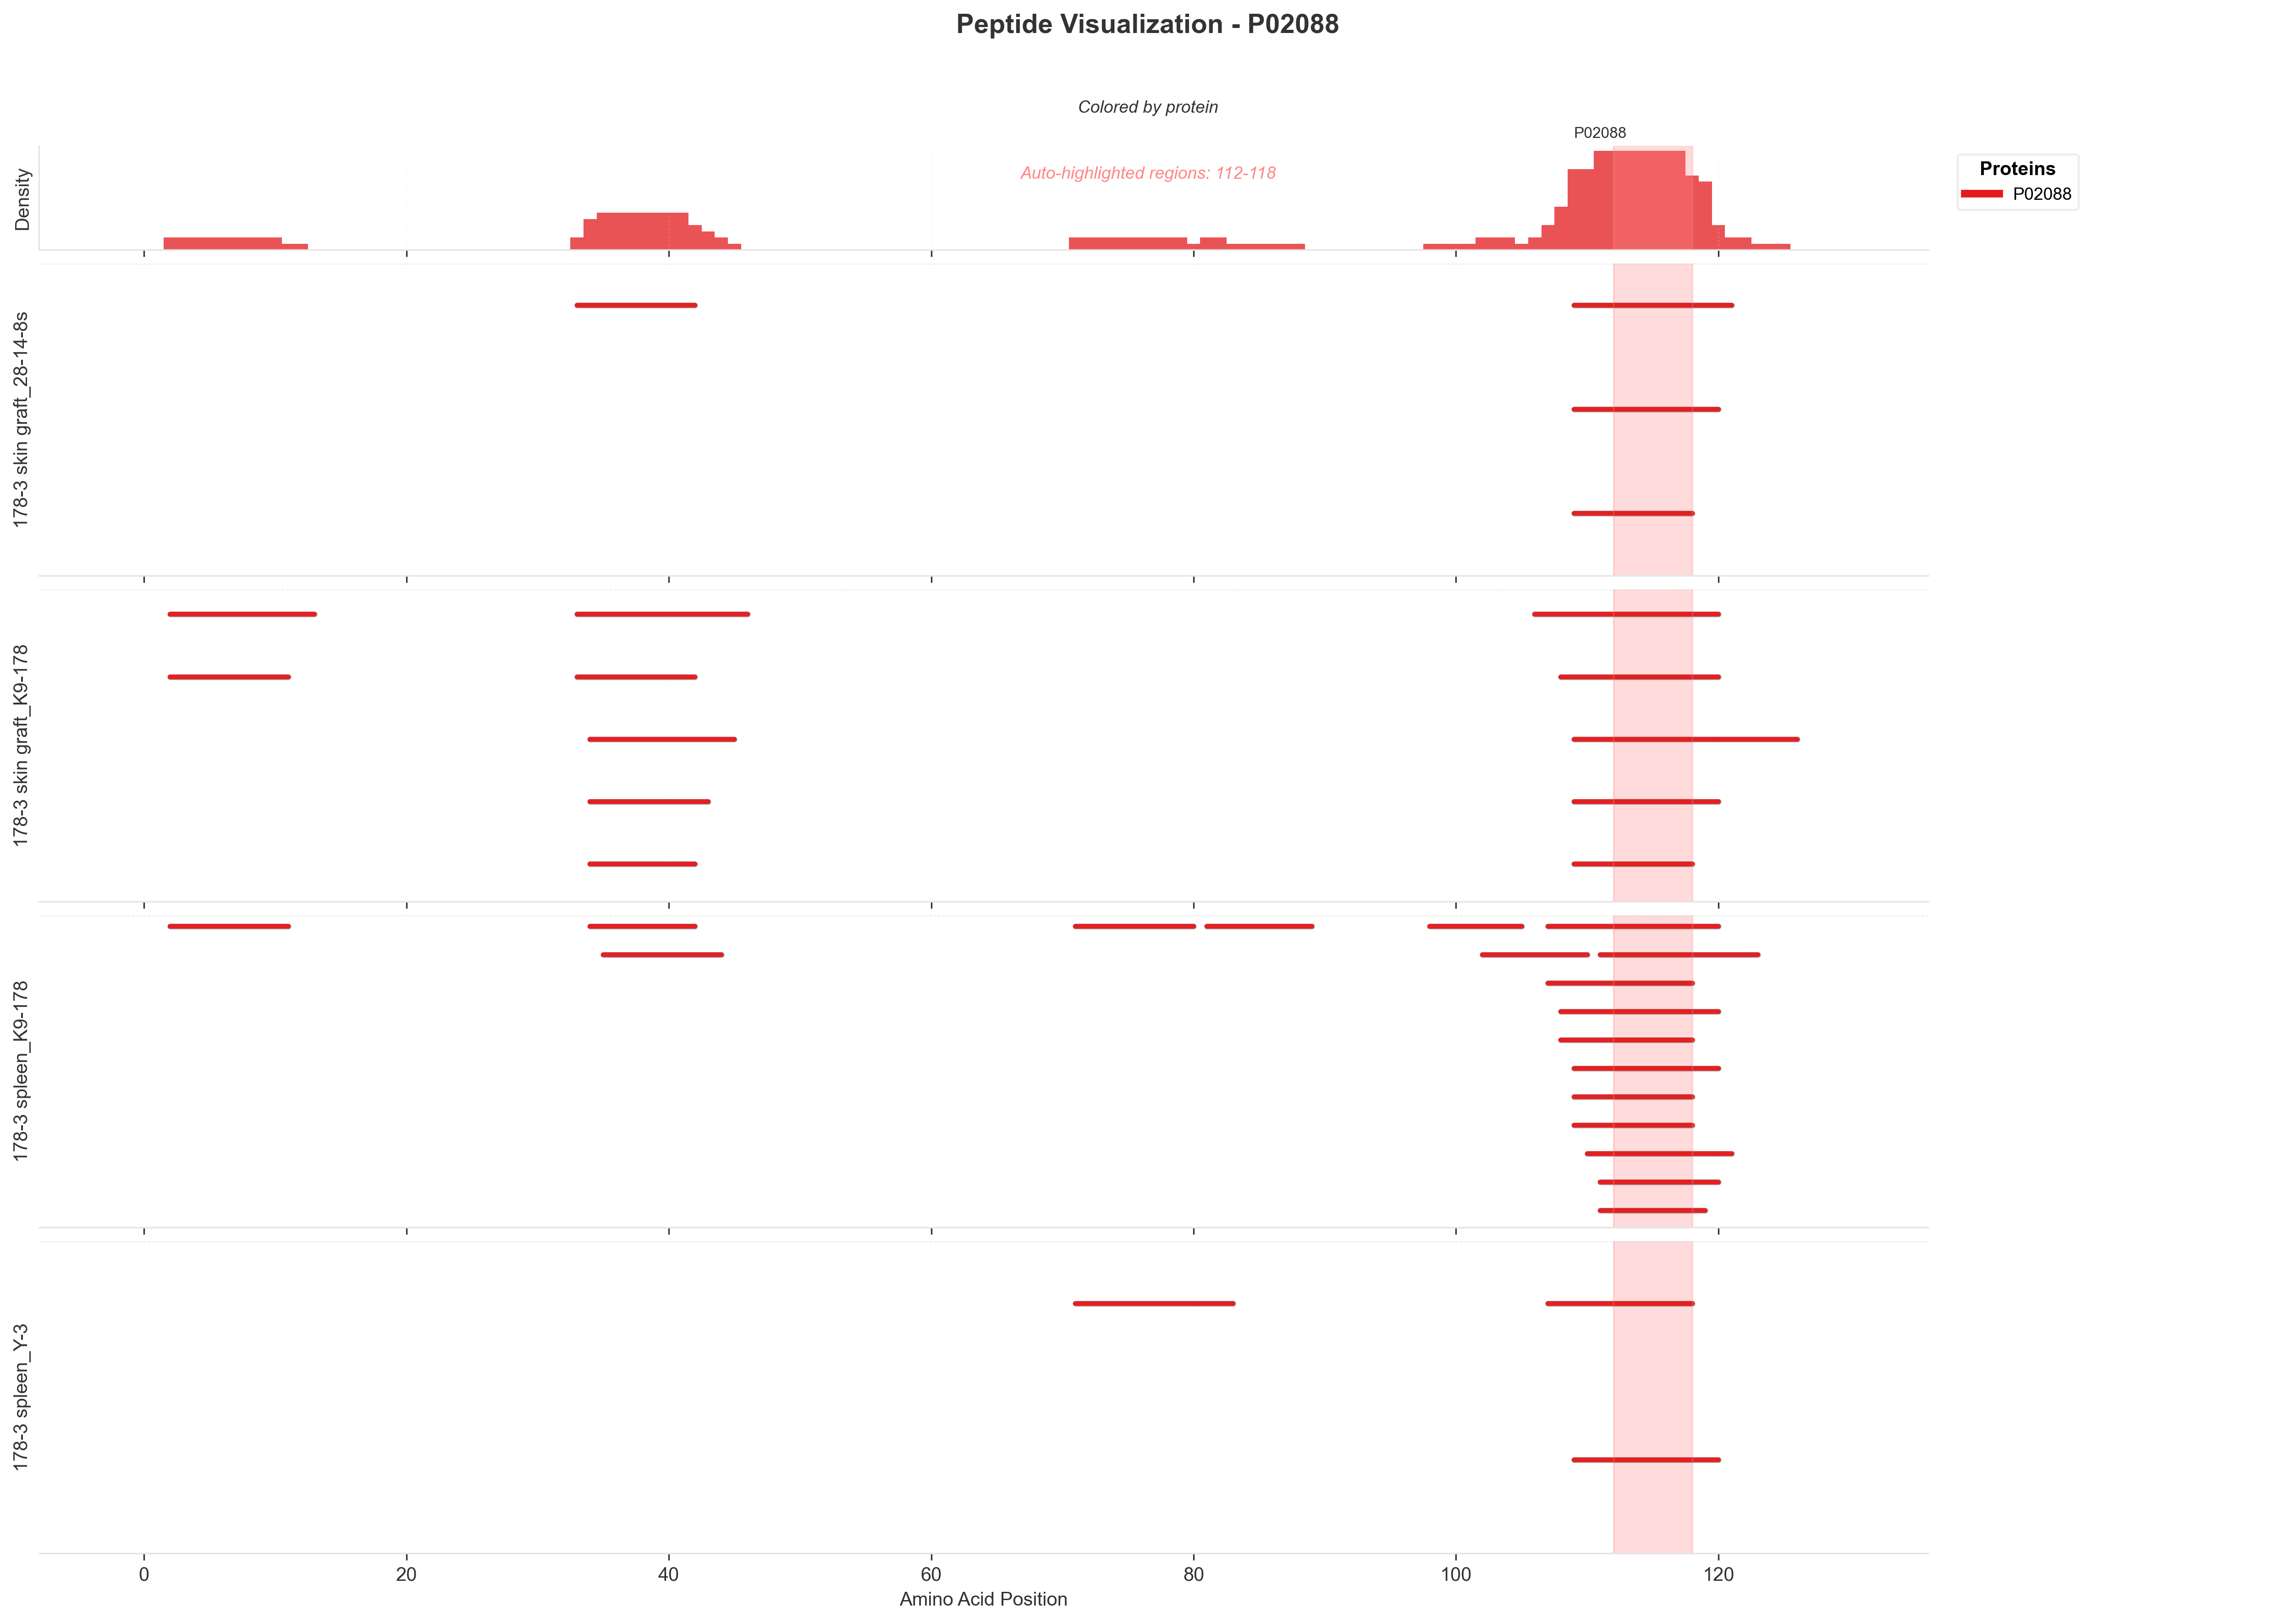 Peptide Visualization - P02088
Colored by protein
P02088
Auto-highlighted regions: 112-118
Density
Proteins
P02088
178-3 skin graft_28-14-8s
178-3 skin graft_K9-178
178-3 spleen_K9-178
178-3 spleen_Y-3
0 20 40 60 80 100 120
Amino Acid Position